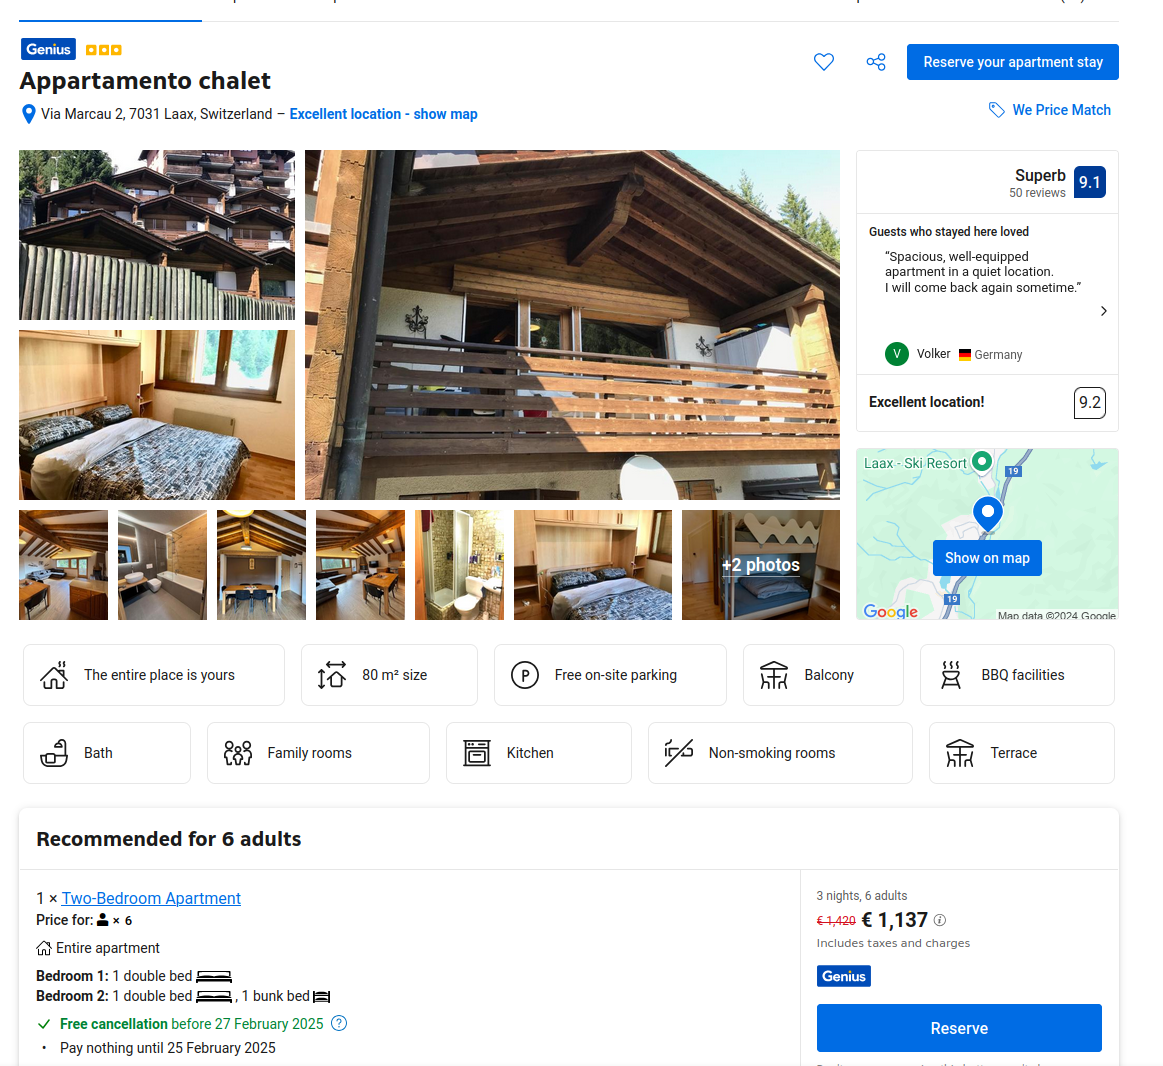 Genius
Appartamento chalet
Reserve your apartment stay
Via Marcau 2, 7031 Laax, Switzerland – Excellent location - show map
We Price Match
Superb
50 reviews
9.1
Guests who stayed here loved
“Spacious, well-equipped
apartment in a quiet location.
I will come back again sometime.”
V Volker Germany
Excellent location! 9.2
+2 photos
Laax - Ski Resort
19
Show on map
19
Google
Map data ©2024 Google
The entire place is yours
80 m² size
P Free on-site parking
Balcony
BBQ facilities
Bath
Family rooms
Kitchen
Non-smoking rooms
Terrace
Recommended for 6 adults
1 × Two-Bedroom Apartment
Price for: × 6
Entire apartment
Bedroom 1: 1 double bed
Bedroom 2: 1 double bed , 1 bunk bed
Free cancellation before 27 February 2025
• Pay nothing until 25 February 2025
3 nights, 6 adults
€ 1,420 € 1,137
Includes taxes and charges
Genius
Reserve